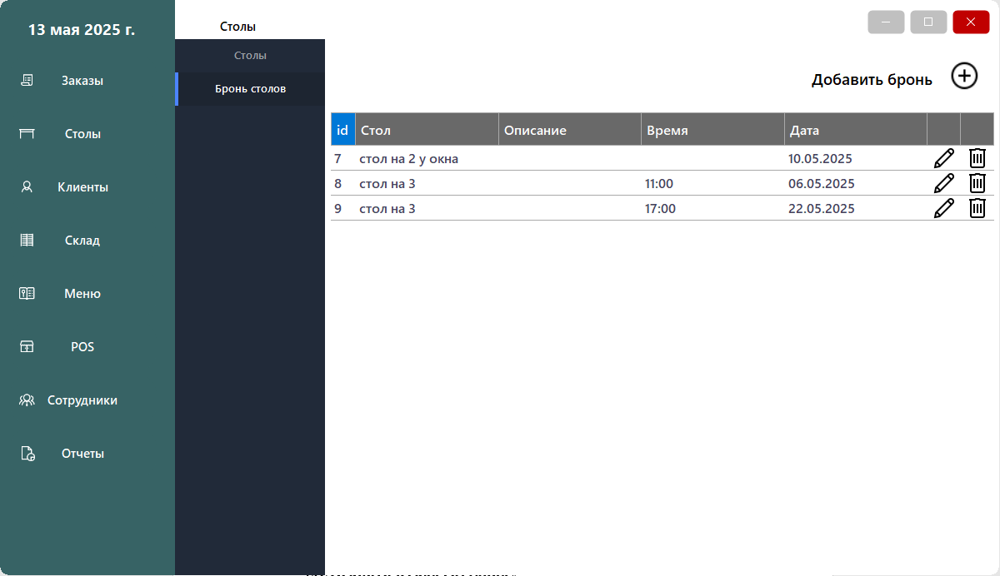 13 мая 2025 г.
Заказы
Столы
Клиенты
Склад
Меню
POS
Сотрудники
Отчеты
Столы
Столы
Бронь столов
Добавить бронь
id Стол Описание Время Дата
7 стол на 2 у окна 10.05.2025
8 стол на 3 11:00 06.05.2025
9 стол на 3 17:00 22.05.2025